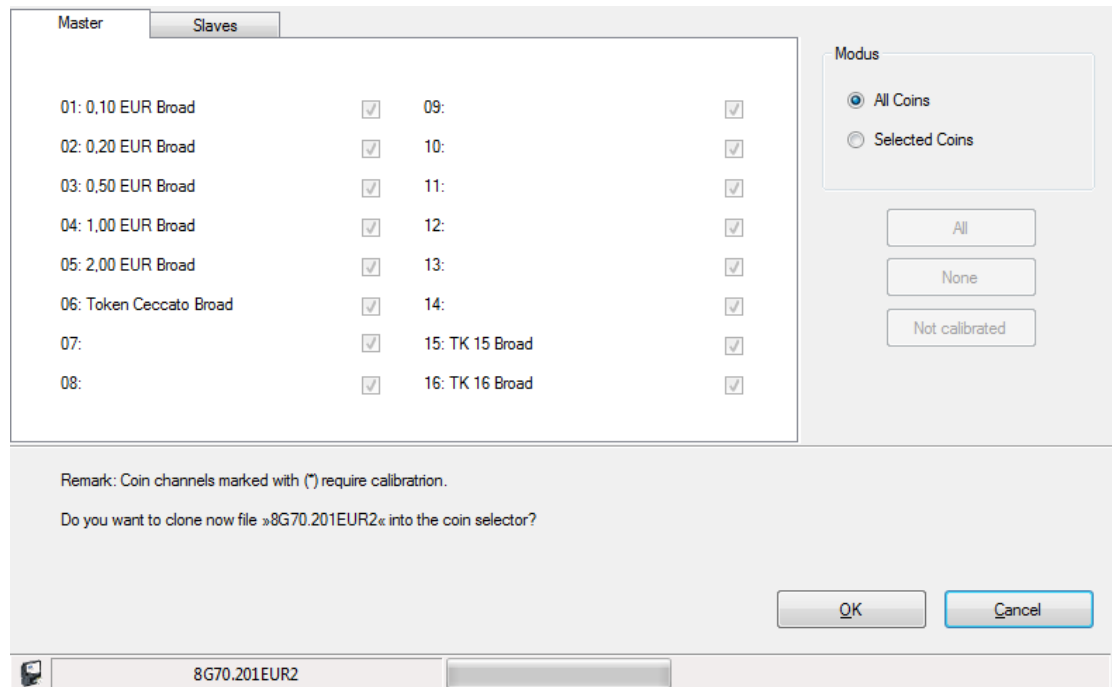 Master
Slaves
Modus
01: 0,10 EUR Broad
02: 0,20 EUR Broad
03: 0,50 EUR Broad
04: 1,00 EUR Broad
05: 2,00 EUR Broad
06: Token Ceccato Broad
07:
08:
09:
10:
11:
12:
13:
14:
15: TK 15 Broad
16: TK 16 Broad
All Coins
Selected Coins
All
None
Not calibrated
Remark: Coin channels marked with (*) require calibratrion.
Do you want to clone now file »8G70.201EUR2« into the coin selector?
OK
Cancel
8G70.201EUR2